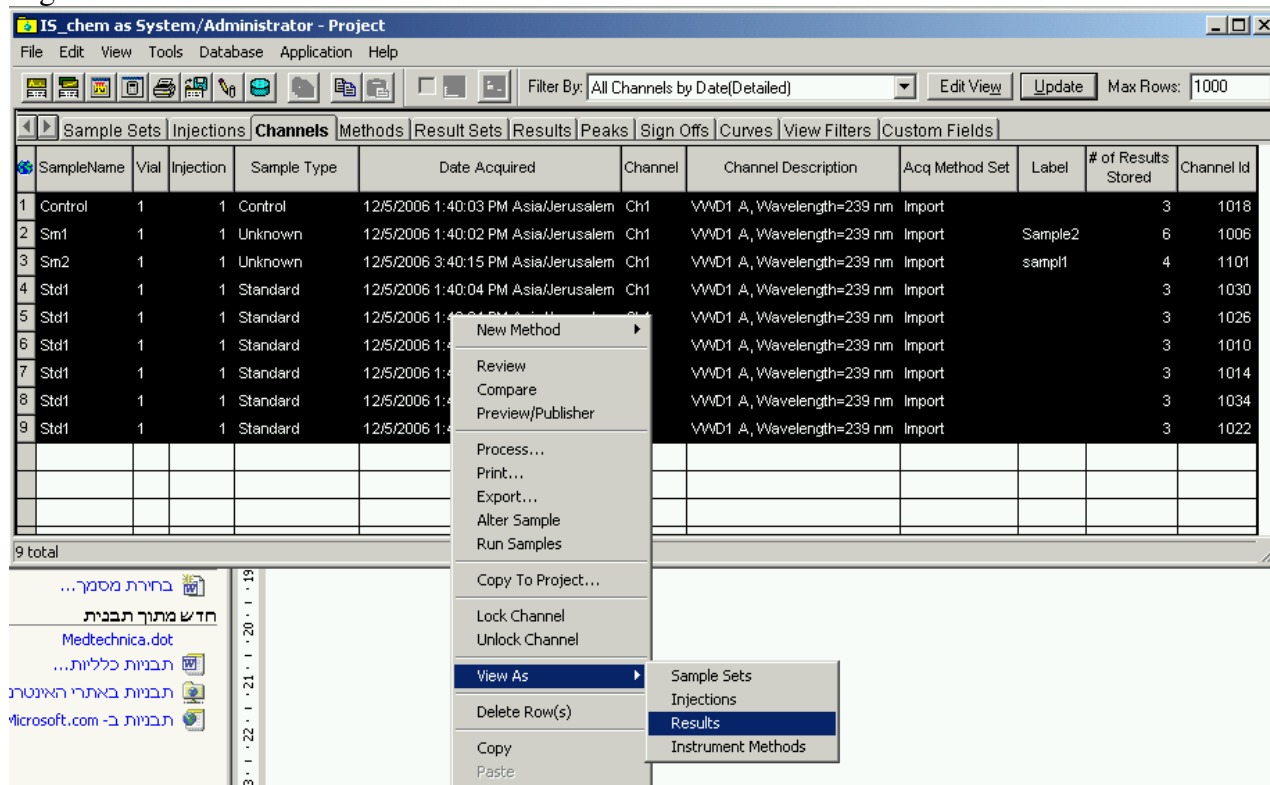 IS_chem as System/Administrator - Project
File Edit View Tools Database Application Help
Filter By: All Channels by Date(Detailed) Edit View Update Max Rows: 1000
Sample Sets Injections Channels Methods Result Sets Results Peaks Sign Offs Curves View Filters Custom Fields
SampleName Vial Injection Sample Type Date Acquired Channel Channel Description Acq Method Set Label # of Results Stored Channel Id
1 Control 1 1 Control 12/5/2006 1:40:03 PM Asia/Jerusalem Ch1 VWD1 A, Wavelength=239 nm Import 3 1018
2 Sm1 1 1 Unknown 12/5/2006 1:40:02 PM Asia/Jerusalem Ch1 VWD1 A, Wavelength=239 nm Import Sample2 6 1006
3 Sm2 1 1 Unknown 12/5/2006 3:40:15 PM Asia/Jerusalem Ch1 VWD1 A, Wavelength=239 nm Import sampl1 4 1101
4 Std1 1 1 Standard 12/5/2006 1:40:04 PM Asia/Jerusalem Ch1 VWD1 A, Wavelength=239 nm Import 3 1030
5 Std1 1 1 Standard 12/5/2006 VWD1 A, Wavelength=239 nm Import 3 1026
6 Std1 1 1 Standard 12/5/2006 1:4 VWD1 A, Wavelength=239 nm Import 3 1010
7 Std1 1 1 Standard 12/5/2006 1:4 VWD1 A, Wavelength=239 nm Import 3 1014
8 Std1 1 1 Standard 12/5/2006 1:4 VWD1 A, Wavelength=239 nm Import 3 1034
9 Std1 1 1 Standard 12/5/2006 1:4 VWD1 A, Wavelength=239 nm Import 3 1022
9 total
New Method
Review
Compare
Preview/Publisher
Process...
Print...
Export...
Alter Sample
Run Samples
Copy To Project...
Lock Channel
Unlock Channel
View As
Delete Row(s)
Copy
Paste
Sample Sets
Injections
Results
Instrument Methods
בחירת מסמך...
חדש מתוך תבנית
Medtechnica.dot
תבניות כלליות...
תבניות באתרי
תבניות ב- Microsoft.com
19
20
21
22